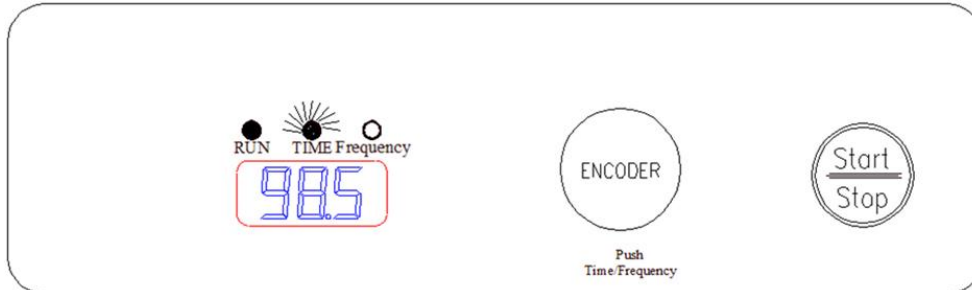 RUN TIME Frequency
98.5
ENCODER
Push
Time/Frequency
Start
Stop